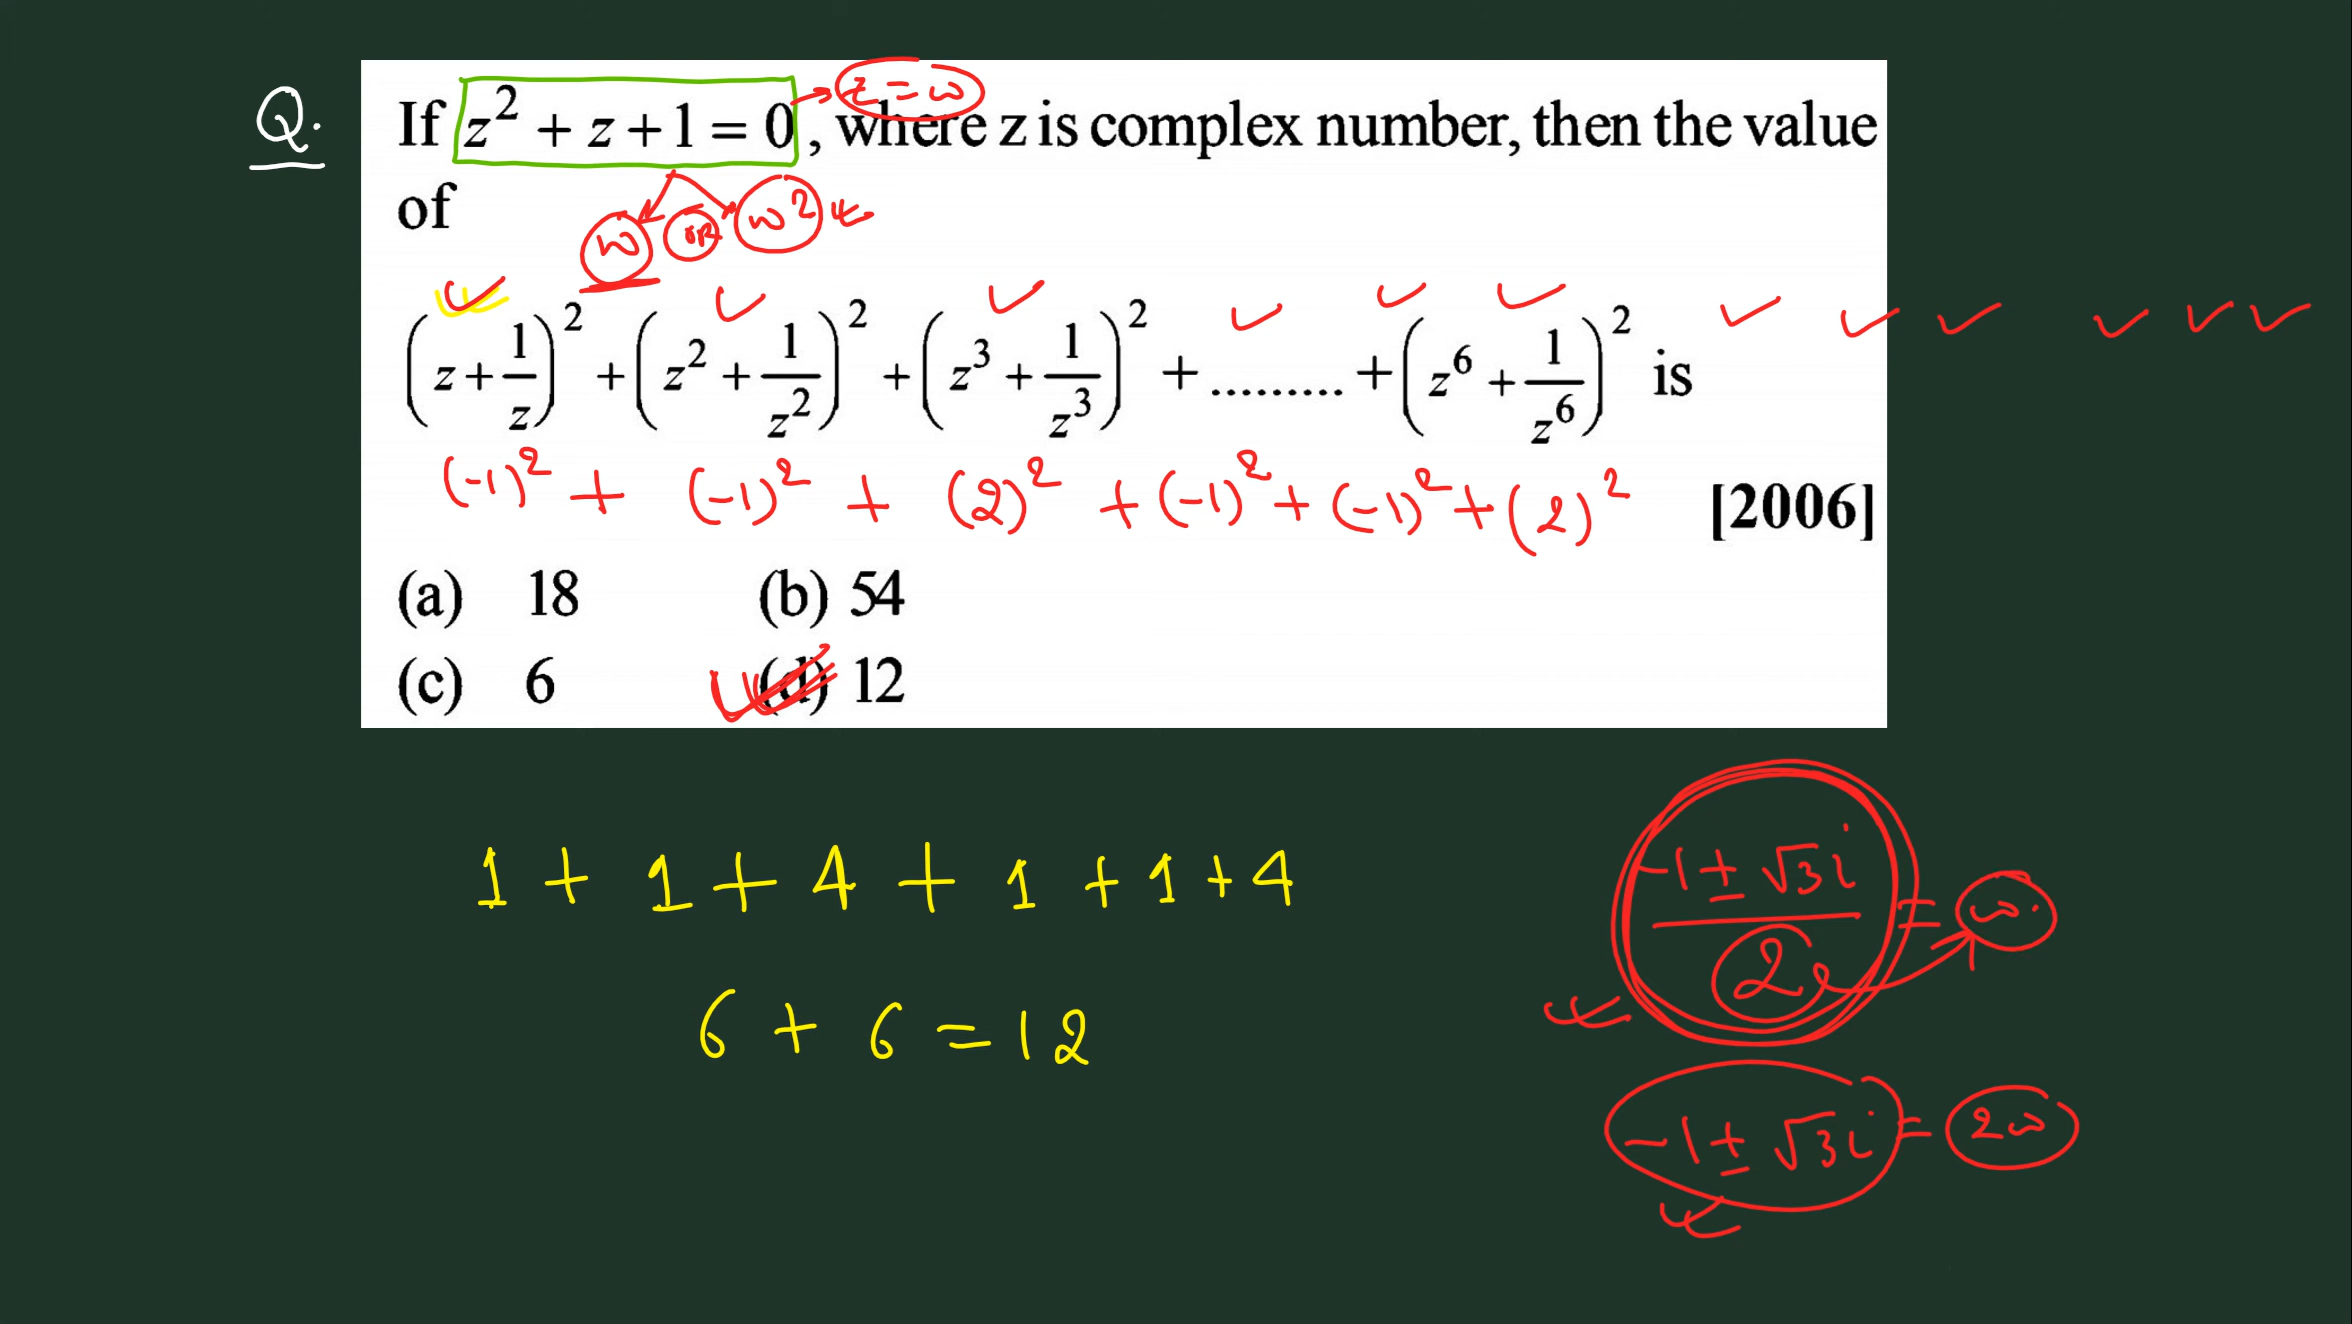 Q.
If z² + z + 1 = 0, where z is complex number, then the value
z = ω
of
ω OR ω²
(z + 1/z)² + (z² + 1/z²)² + (z³ + 1/z³)² + ......... + (z⁶ + 1/z⁶)² is
(-1)² + (-1)² + (2)² + (-1)² + (-1)² + (2)²
[2006]
(a) 18 (b) 54
(c) 6 (d) 12
1 + 1 + 4 + 1 + 1 + 4
(-1 ± √3i)/2 = ω
6 + 6 = 12
-1 ± √3i = 2ω